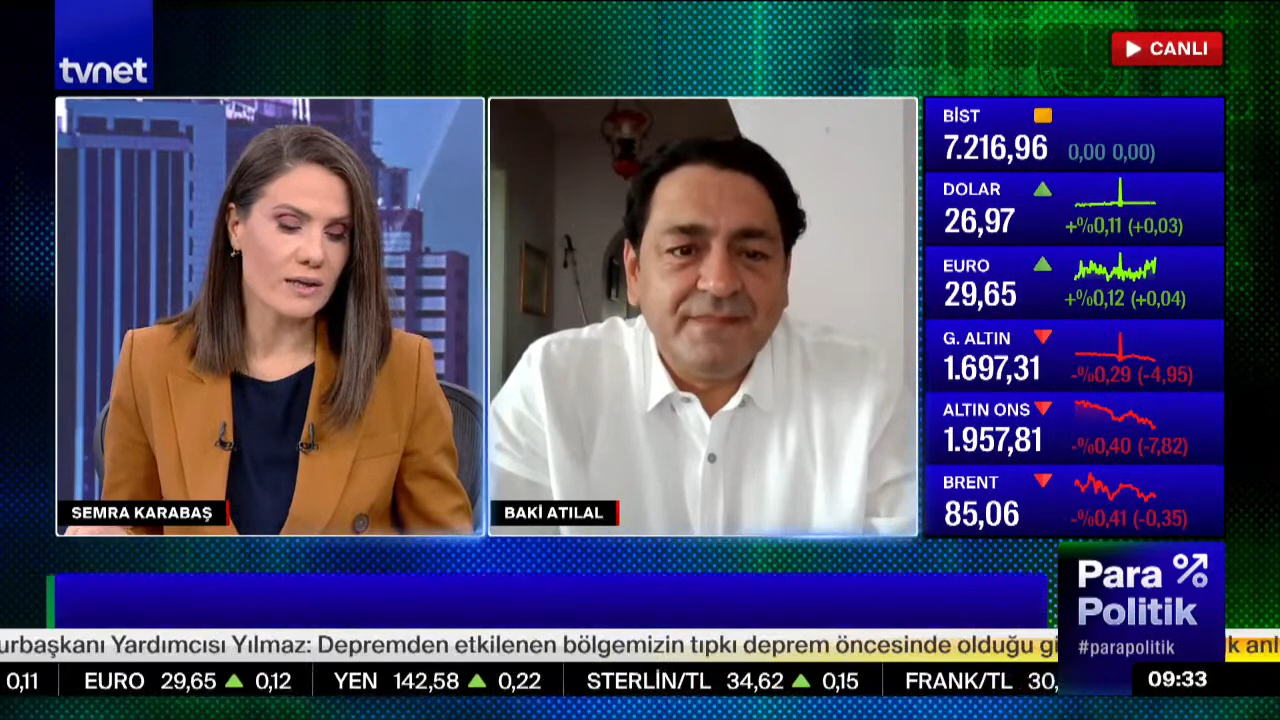 tvnet
CANLI
SEMRA KARABAŞ
BAKİ ATILAL
BİST
7.216,96 0,00 0,00)
DOLAR
26,97 +%0,11 (+0,03)
EURO
29,65 +%0,12 (+0,04)
G. ALTIN
1.697,31 -%0,29 (-4,95)
ALTIN ONS
1.957,81 -%0,40 (-7,82)
BRENT
85,06 -%0,41 (-0,35)
Para %
Politik
#parapolitik
urbaşkanı Yardımcısı Yılmaz: Depremden etkilenen bölgemizin tıpkı deprem öncesinde olduğu gi k anl
0,11 EURO 29,65 0,12 YEN 142,58 0,22 STERLİN/TL 34,62 0,15 FRANK/TL 30, 09:33